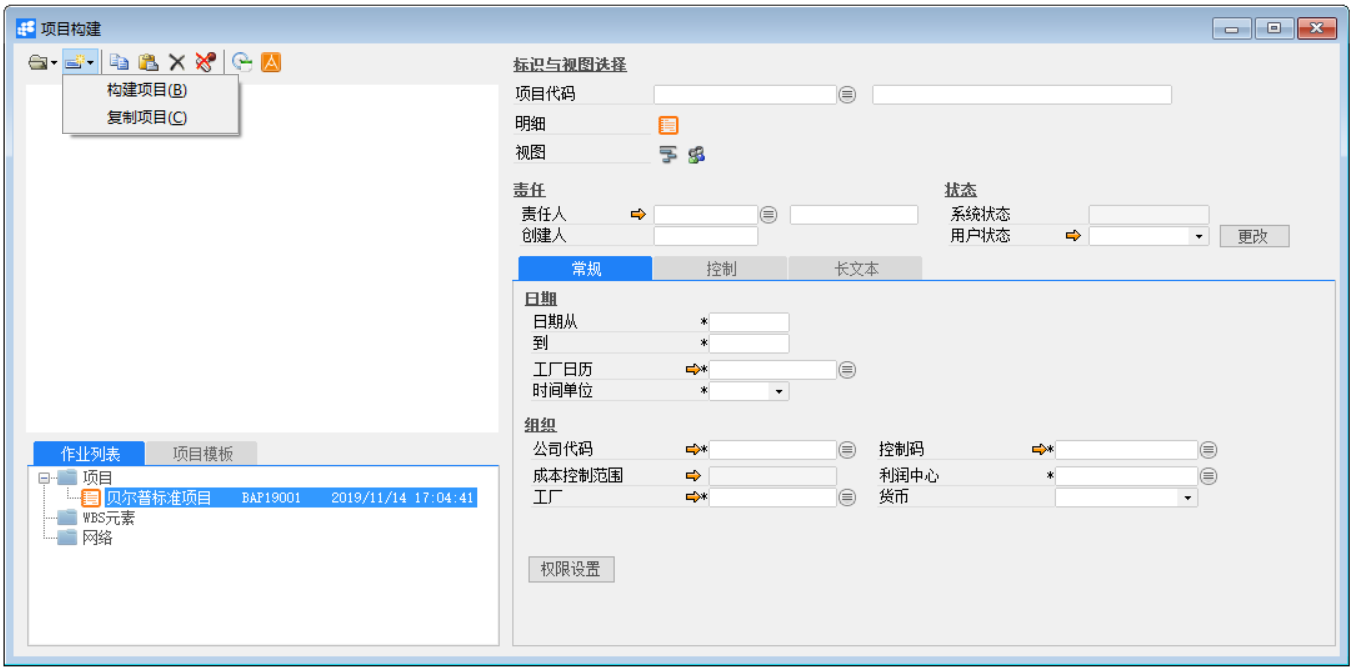 项目构建
构建项目(B)
复制项目(C)
标识与视图选择
项目代码
明细
视图
责任
状态
责任人
系统状态
创建人
用户状态
更改
常规 控制 长文本
日期
日期从 *
到 *
工厂日历 *
时间单位 *
组织
公司代码 * 控制码 *
成本控制范围 利润中心 *
工厂 * 货币
权限设置
作业列表 项目模板
项目
贝尔普标准项目 BAP19001 2019/11/14 17:04:41
WBS元素
网络